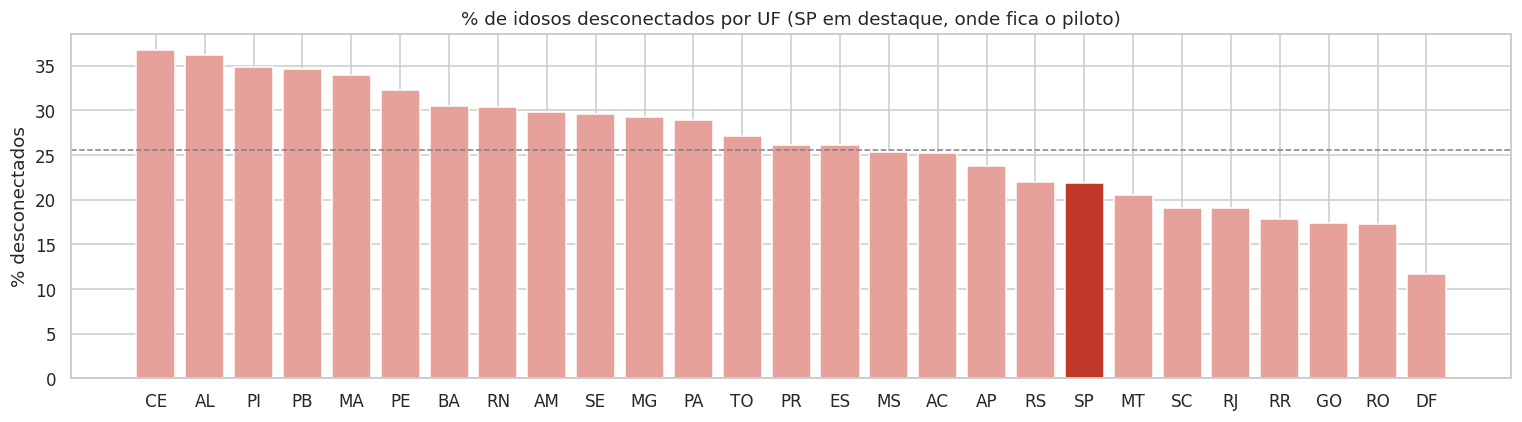 % de idosos desconectados por UF (SP em destaque, onde fica o piloto)
% desconectados
35
30
25
20
15
10
5
0
CE AL PI PB MA PE BA RN AM SE MG PA TO PR ES MS AC AP RS SP MT SC RJ RR GO RO DF